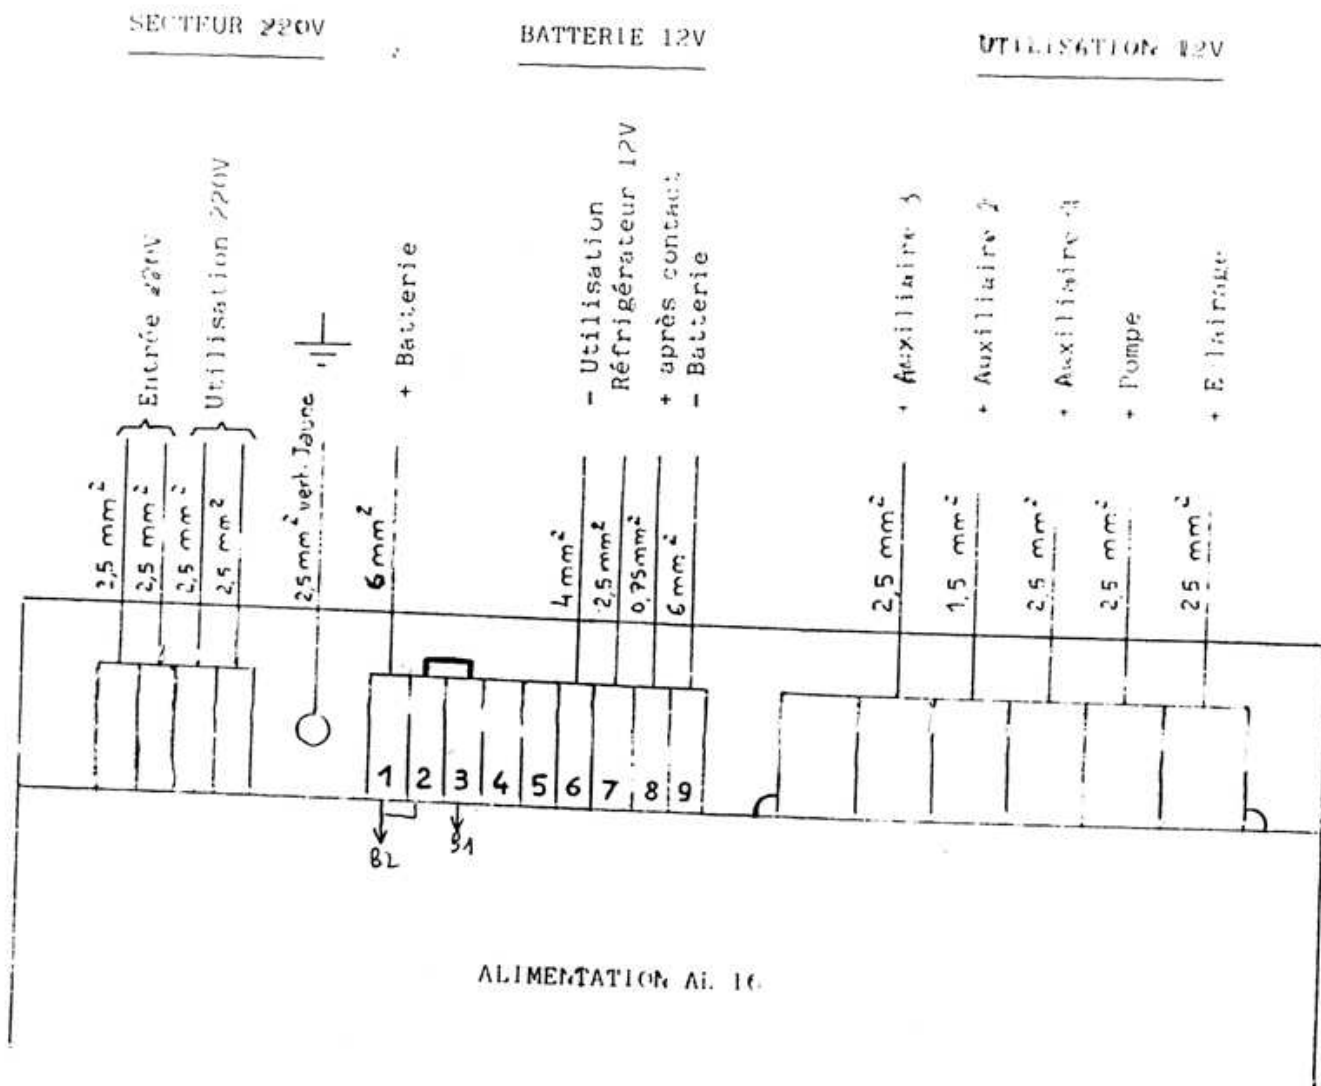 SECTEUR 220V
BATTERIE 12V
UTILISATION 12V
Entrée 220V
Utilisation 220V
+ Batterie
- Utilisation
Réfrigérateur 12V
+ après contact
- Batterie
+ Auxiliaire 3
+ Auxiliaire 2
+ Auxiliaire 1
+ Pompe
+ E lairage
2,5 mm²
2,5 mm²
2,5 mm²
2,5 mm²
2,5 mm² vert. Jaune
6 mm²
4 mm²
2,5 mm²
0,75 mm²
6 mm²
2,5 mm²
1,5 mm²
2,5 mm²
2,5 mm²
25 mm²
1 2 3 4 5 6 7 8 9
B2
B1
ALIMENTATION AL 16